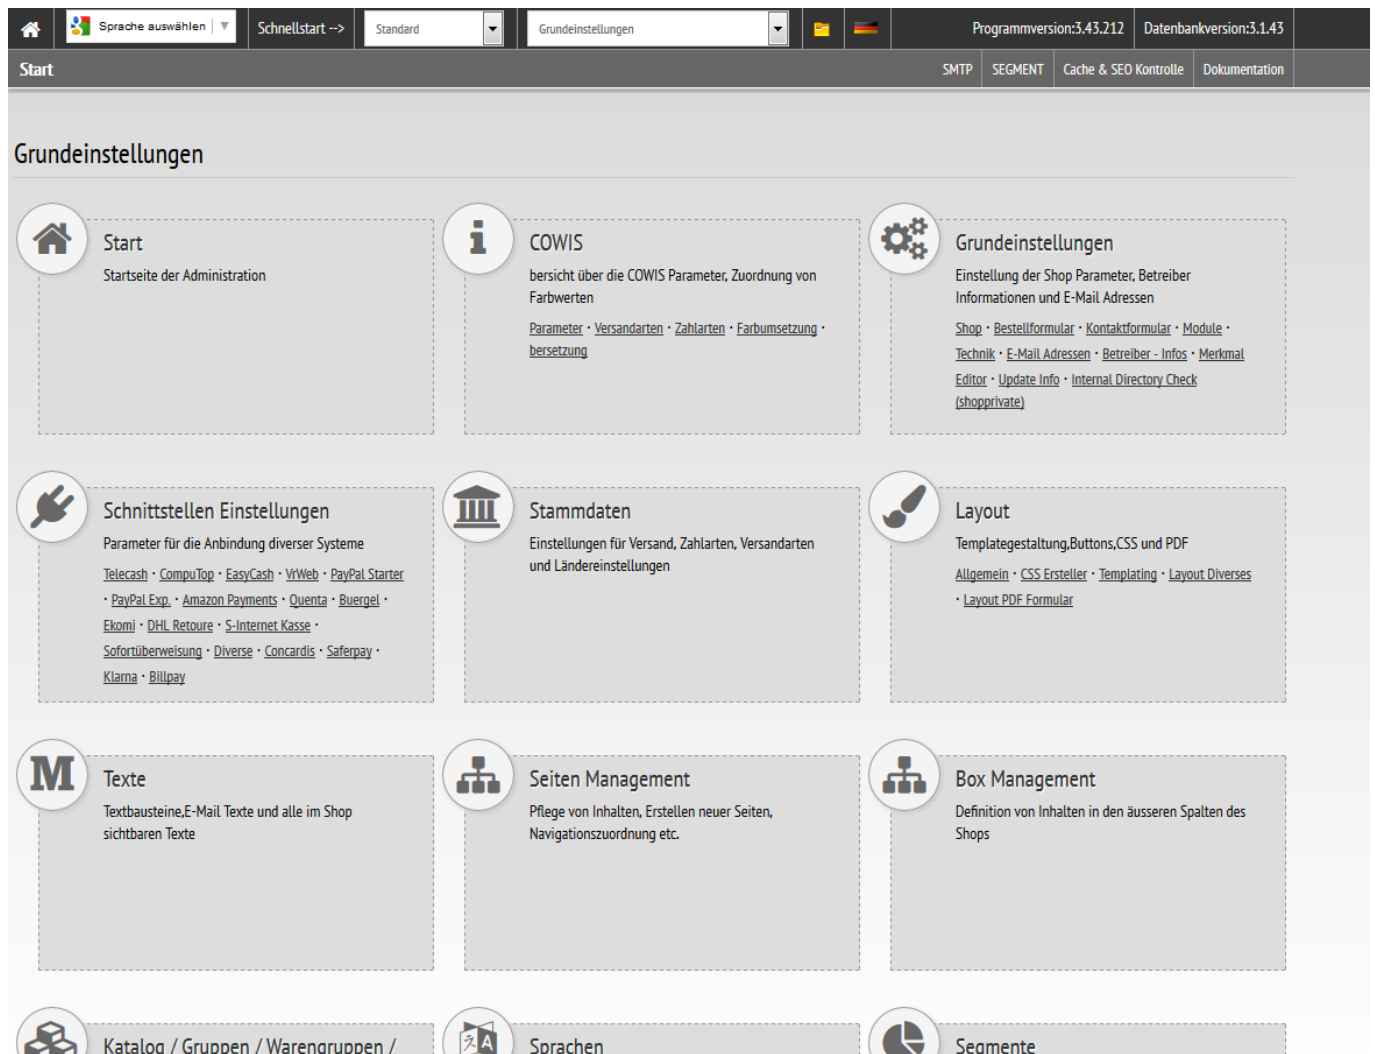 Sprache auswählen
Schnellstart -->
Standard
Grundeinstellungen
Programmversion:3.43.212
Datenbankversion:3.1.43
Start
SMTP
SEGMENT
Cache & SEO Kontrolle
Dokumentation
Grundeinstellungen
Start
Startseite der Administration
COWIS
bersicht über die COWIS Parameter, Zuordnung von
Farbwerten
Parameter · Versandarten · Zahlarten · Farbumsetzung ·
bersetzung
Grundeinstellungen
Einstellung der Shop Parameter, Betreiber
Informationen und E-Mail Adressen
Shop · Bestellformular · Kontaktformular · Module ·
Technik · E-Mail Adressen · Betreiber - Infos · Merkmal
Editor · Update Info · Internal Directory Check
(shopprivate)
Schnittstellen Einstellungen
Parameter für die Anbindung diverser Systeme
Telecash · CompuTop · EasyCash · VrWeb · PayPal Starter
· PayPal Exp. · Amazon Payments · Quenta · Buergel ·
Ekomi · DHL Retoure · S-Internet Kasse ·
Sofortüberweisung · Diverse · Concardis · Saferpay ·
Klarna · Billpay
Stammdaten
Einstellungen für Versand, Zahlarten, Versandarten
und Ländereinstellungen
Layout
Templategestaltung,Buttons,CSS und PDF
Allgemein · CSS Ersteller · Templating · Layout Diverses
· Layout PDF Formular
M
Texte
Textbausteine,E-Mail Texte und alle im Shop
sichtbaren Texte
Seiten Management
Pflege von Inhalten, Erstellen neuer Seiten,
Navigationszuordnung etc.
Box Management
Definition von Inhalten in den äusseren Spalten des
Shops
Katalog / Gruppen / Warengruppen /
A
Sprachen
Segmente